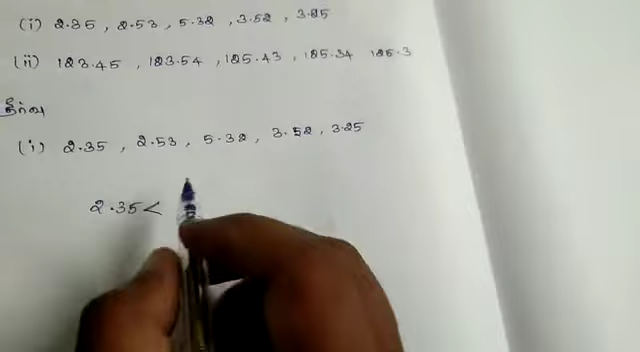 (i) 2.35 , 2.53 , 5.32 , 3.52 , 3.25
(ii) 123.45 , 123.54 , 125.43 , 125.34 125.3
தீர்வு
(i) 2.35 , 2.53 , 5.32 , 3.52 , 3.25
2.35 <